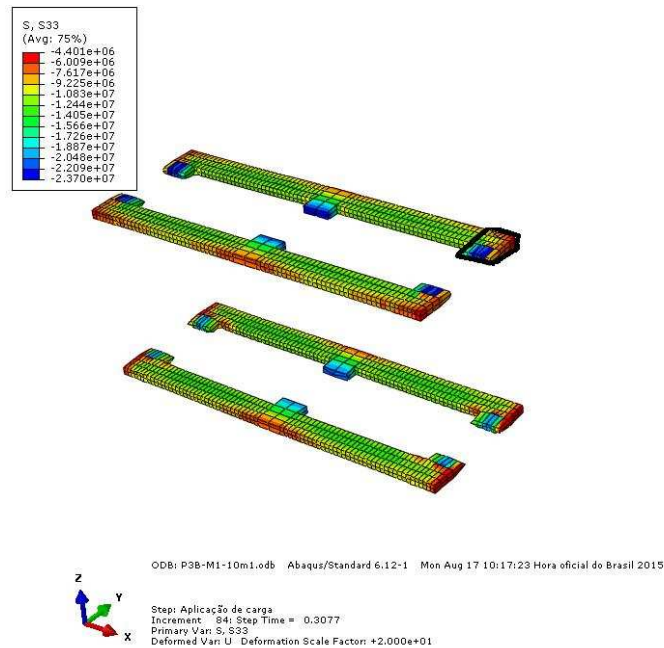 S, S33
(Avg: 75%)
-4.401e+06
-6.009e+06
-7.617e+06
-9.225e+06
-1.083e+07
-1.244e+07
-1.405e+07
-1.566e+07
-1.726e+07
-1.887e+07
-2.048e+07
-2.209e+07
-2.370e+07
ODB: P3B-M1-10m1.odb Abaqus/Standard 6.12-1 Mon Aug 17 10:17:23 Hora oficial do Brasil 2015
Z
Y
X
Step: Aplicação de carga
Increment 84: Step Time = 0.3077
Primary Var: S, S33
Deformed Var: U Deformation Scale Factor: +2.000e+01